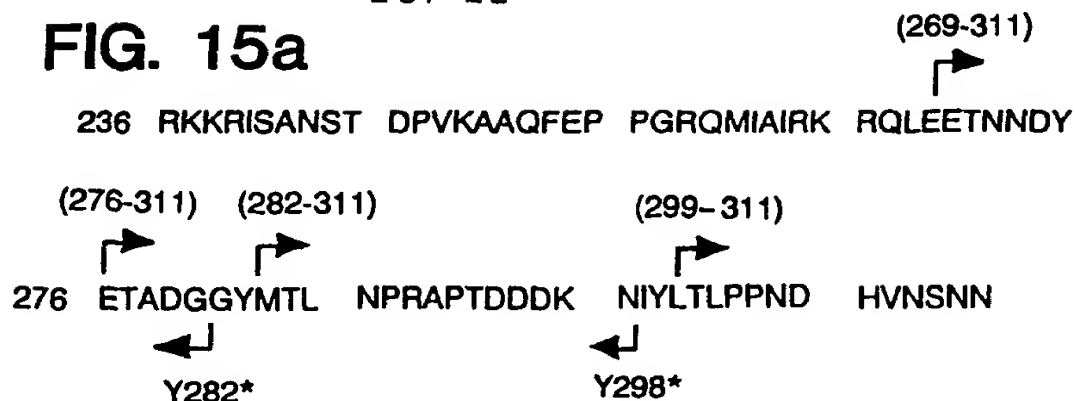 FIG. 15a
(269-311)
236 RKKRISANST DPVKAAQFEP PGRQMIAIRK RQLEETNNDY
(276-311) (282-311) (299-311)
276 ETADGGYMTL NPRAPTDDDK NIYLTLPPND HVNSNN
Y282* Y298*